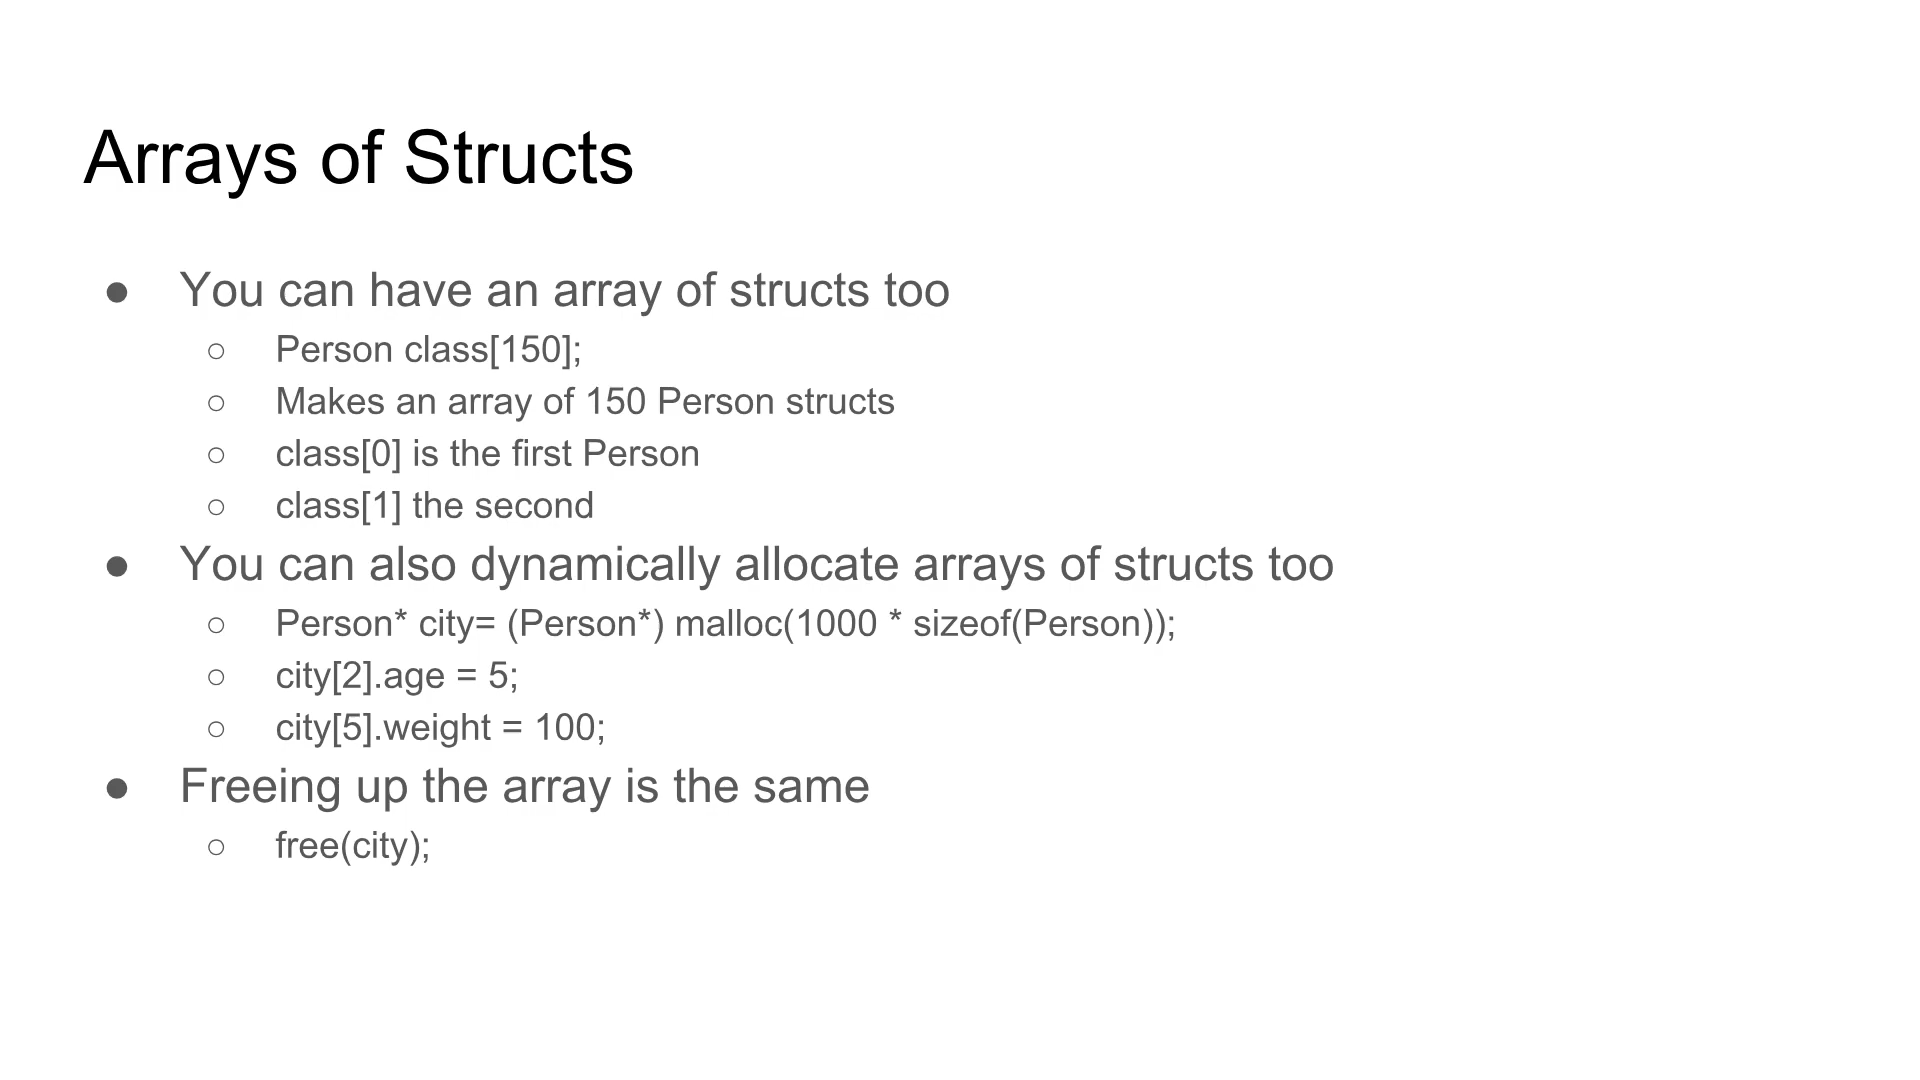 Arrays of Structs
● You can have an array of structs too
○ Person class[150];
○ Makes an array of 150 Person structs
○ class[0] is the first Person
○ class[1] the second
● You can also dynamically allocate arrays of structs too
○ Person* city= (Person*) malloc(1000 * sizeof(Person));
○ city[2].age = 5;
○ city[5].weight = 100;
● Freeing up the array is the same
○ free(city);